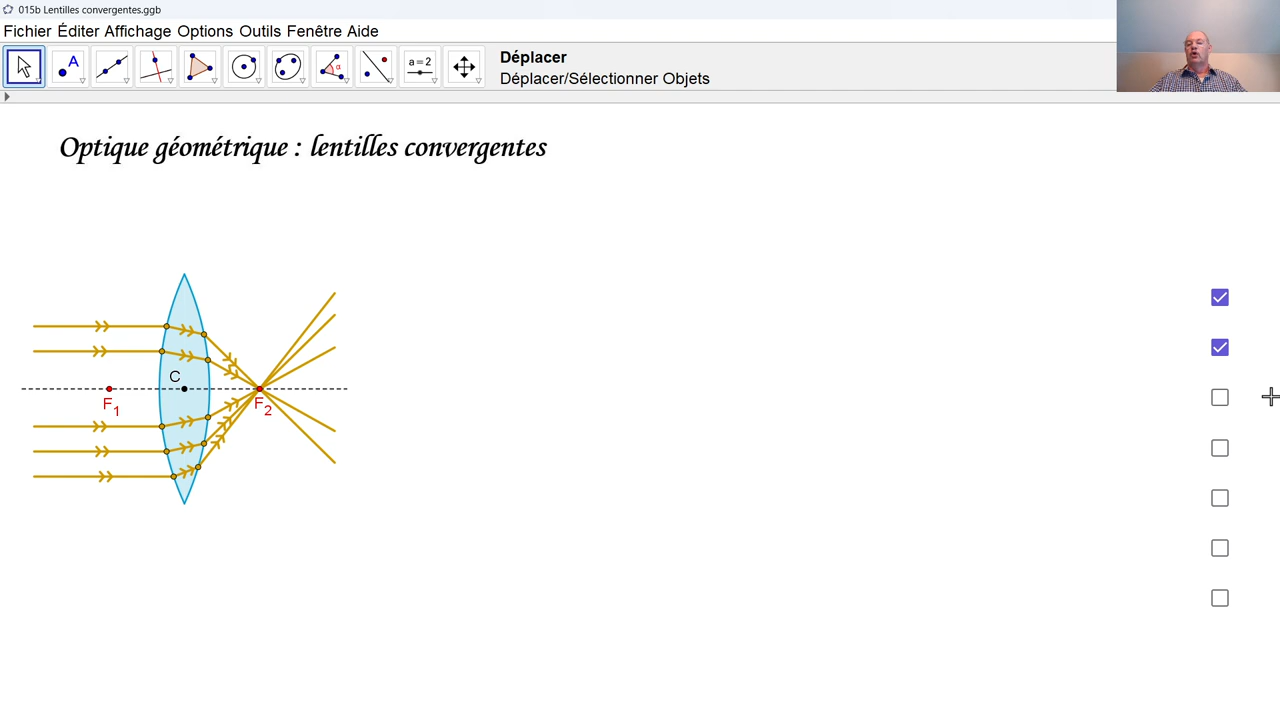 015b Lentilles convergentes.ggb
Fichier Éditer Affichage Options Outils Fenêtre Aide
A
α
a=2
Déplacer
Déplacer/Sélectionner Objets
Optique géométrique : lentilles convergentes
C
F1
F2